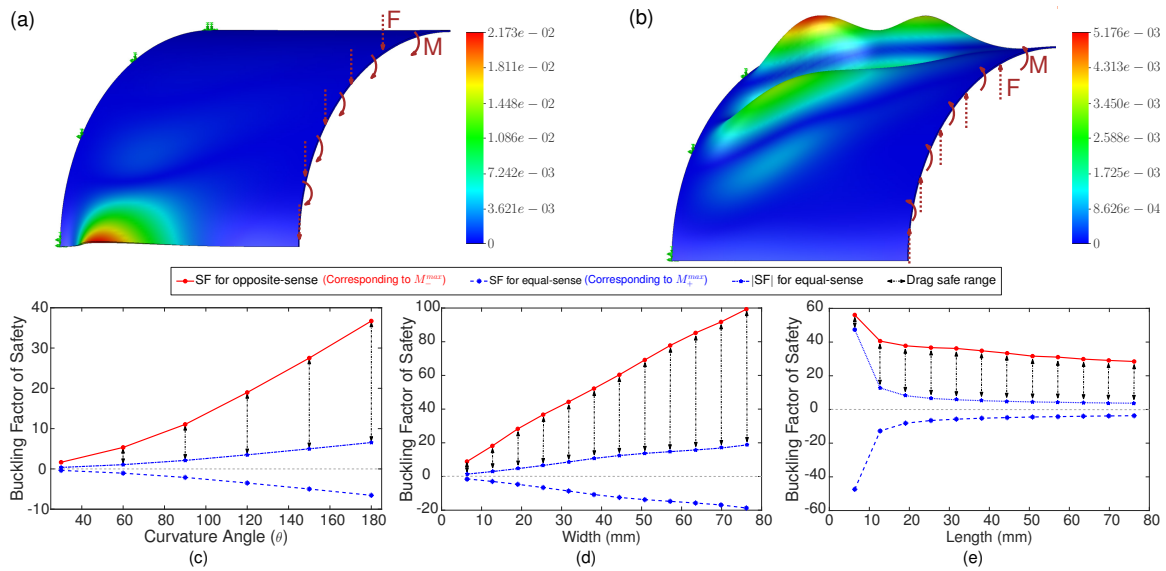 (a)
F
M
2.173e − 02
1.811e − 02
1.448e − 02
1.086e − 02
7.242e − 03
3.621e − 03
0
(b)
M
F
5.176e − 03
4.313e − 03
3.450e − 03
2.588e − 03
1.725e − 03
8.626e − 04
0
SF for opposite-sense (Corresponding to M_^{max}) SF for equal-sense (Corresponding to M_+^{max}) |SF| for equal-sense Drag safe range
Buckling Factor of Safety
40
30
20
10
0
-10
40 60 80 100 120 140 160 180
Curvature Angle (θ)
(c)
Buckling Factor of Safety
100
80
60
40
20
0
-20
0 10 20 30 40 50 60 70 80
Width (mm)
(d)
Buckling Factor of Safety
60
40
20
0
-20
-40
-60
0 10 20 30 40 50 60 70 80
Length (mm)
(e)